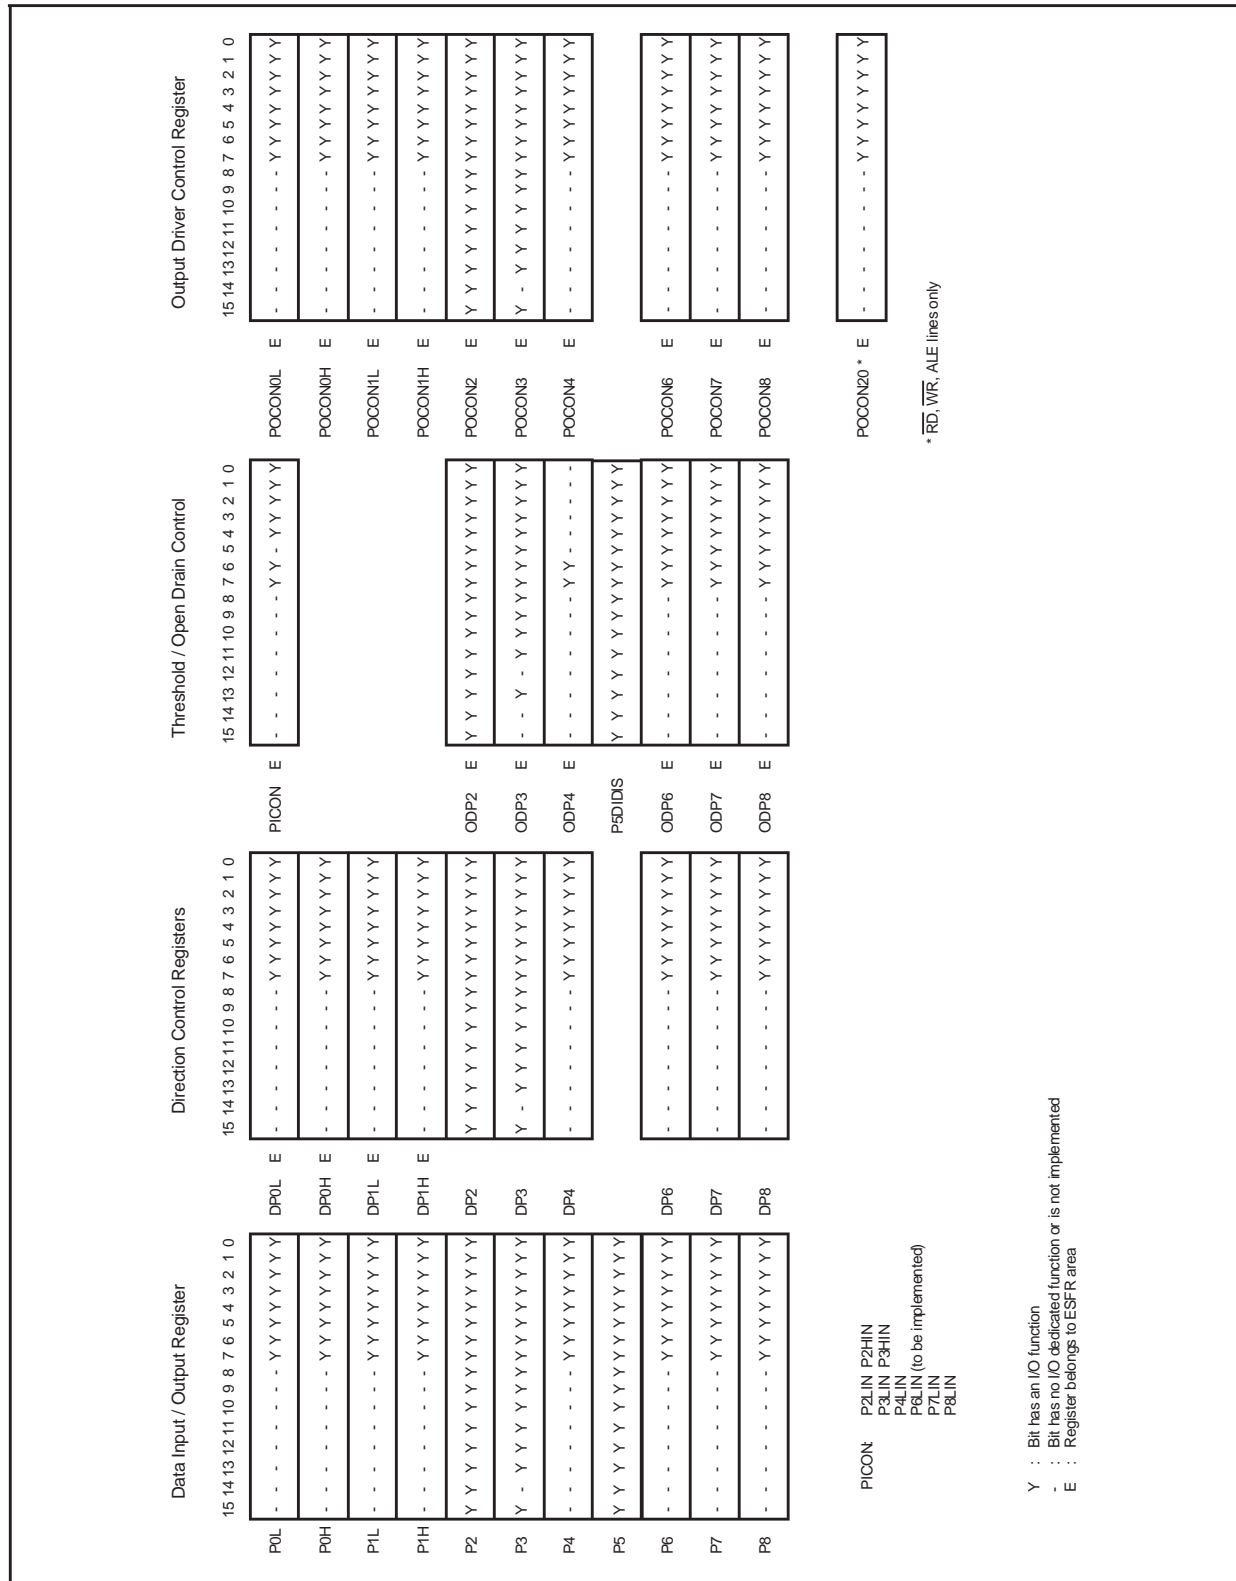 Data Input / Output Register
15 14 13 12 11 10 9 8 7 6 5 4 3 2 1 0
P0L - - - - - - - - Y Y Y Y Y Y Y Y
P0H - - - - - - - - Y Y Y Y Y Y Y Y
P1L - - - - - - - - Y Y Y Y Y Y Y Y
P1H - - - - - - - - Y Y Y Y Y Y Y Y
P2 Y Y Y Y Y Y Y Y Y Y Y Y Y Y Y Y
P3 Y - Y Y Y Y Y Y Y Y Y Y Y Y Y Y
P4 - - - - - - - - Y Y Y Y Y Y Y Y
P5 Y Y Y Y Y Y Y Y Y Y Y Y Y Y Y Y
P6 - - - - - - - - Y Y Y Y Y Y Y Y
P7 - - - - - - - - Y Y Y Y Y Y Y Y
P8 - - - - - - - - Y Y Y Y Y Y Y Y
Direction Control Registers
15 14 13 12 11 10 9 8 7 6 5 4 3 2 1 0
DP0L E - - - - - - - - Y Y Y Y Y Y Y Y
DP0H E - - - - - - - - Y Y Y Y Y Y Y Y
DP1L E - - - - - - - - Y Y Y Y Y Y Y Y
DP1H E - - - - - - - - Y Y Y Y Y Y Y Y
DP2 Y Y Y Y Y Y Y Y Y Y Y Y Y Y Y Y
DP3 Y - Y Y Y Y Y Y Y Y Y Y Y Y Y Y
DP4 - - - - - - - - Y Y Y Y Y Y Y Y
DP6 - - - - - - - - Y Y Y Y Y Y Y Y
DP7 - - - - - - - - Y Y Y Y Y Y Y Y
DP8 - - - - - - - - Y Y Y Y Y Y Y Y
Threshold / Open Drain Control
15 14 13 12 11 10 9 8 7 6 5 4 3 2 1 0
PICON E - - - - - - - - Y Y - Y Y Y Y Y
ODP2 E Y Y Y Y Y Y Y Y Y Y Y Y Y Y Y Y
ODP3 E - - Y - Y Y Y Y Y Y Y Y Y Y Y Y
ODP4 E - - - - - - - - Y Y - - - - - -
P5DIDIS Y Y Y Y Y Y Y Y Y Y Y Y Y Y Y Y
ODP6 E - - - - - - - - Y Y Y Y Y Y Y Y
ODP7 E - - - - - - - - Y Y Y Y Y Y Y Y
ODP8 E - - - - - - - - Y Y Y Y Y Y Y Y
Output Driver Control Register
15 14 13 12 11 10 9 8 7 6 5 4 3 2 1 0
POCON0L E - - - - - - - - Y Y Y Y Y Y Y Y
POCON0H E - - - - - - - - Y Y Y Y Y Y Y Y
POCON1L E - - - - - - - - Y Y Y Y Y Y Y Y
POCON1H E - - - - - - - - Y Y Y Y Y Y Y Y
POCON2 E Y Y Y Y Y Y Y Y Y Y Y Y Y Y Y Y
POCON3 E Y - Y Y Y Y Y Y Y Y Y Y Y Y Y Y
POCON4 E - - - - - - - - Y Y Y Y Y Y Y Y
POCON6 E - - - - - - - - Y Y Y Y Y Y Y Y
POCON7 E - - - - - - - - Y Y Y Y Y Y Y Y
POCON8 E - - - - - - - - Y Y Y Y Y Y Y Y
POCON20 * E - - - - - - - - Y Y Y Y Y Y Y Y
* RD, WR, ALE lines only
PICON: P2LIN P2HIN
P3LIN P3HIN
P4LIN
P6LIN (to be implemented)
P7LIN
P8LIN
Y : Bit has an I/O function
- : Bit has no I/O dedicated function or is not implemented
E : Register belongs to ESFR area